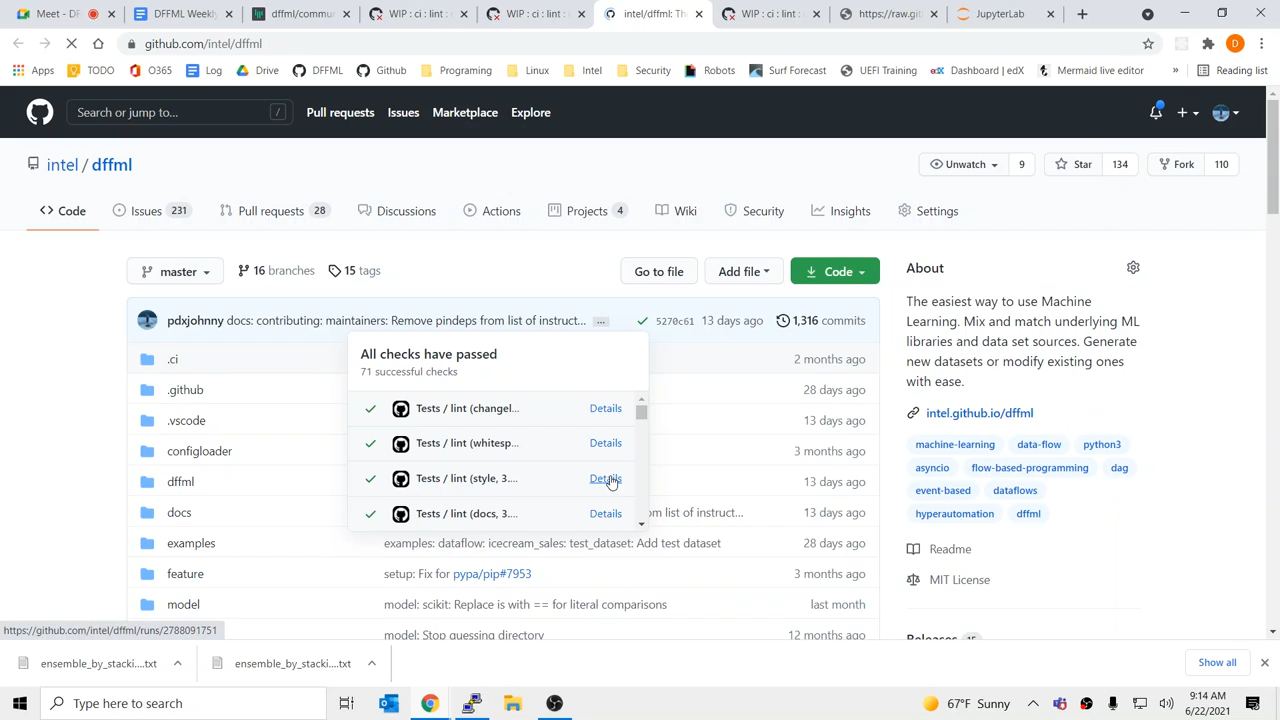 Meet - DF
DFFML Weekly
dffml/commun
WIP : ci : lint :
WIP : ci : lint :
intel/dffml: Th
WIP : ci : lint :
https://raw.git
JupyterLab
github.com/intel/dffml
D
Apps
TODO
O365
Log
Drive
DFFML
Github
Programing
Linux
Intel
Security
Robots
Surf Forecast
UEFI Training
edX
Dashboard | edX
Mermaid live editor
»
Reading list
Search or jump to...
/
Pull requests
Issues
Marketplace
Explore
intel / dffml
Unwatch
9
Star
134
Fork
110
Code
Issues 231
Pull requests 28
Discussions
Actions
Projects 4
Wiki
Security
Insights
Settings
master
16 branches
15 tags
Go to file
Add file
Code
pdxjohnny docs: contributing: maintainers: Remove pindeps from list of instruct... ...
5270c61 13 days ago
1,316 commits
All checks have passed
71 successful checks
Tests / lint (changel... Details
Tests / lint (whitesp... Details
Tests / lint (style, 3.... Details
Tests / lint (docs, 3.... Details
.ci
2 months ago
.github
28 days ago
.vscode
13 days ago
configloader
3 months ago
dffml
13 days ago
docs
om list of instruct...
13 days ago
examples
examples: dataflow: icecream_sales: test_dataset: Add test dataset
28 days ago
feature
setup: Fix for pypa/pip#7953
3 months ago
model
model: scikit: Replace is with == for literal comparisons
last month
model: Stop guessing directory
12 months ago
About
The easiest way to use Machine
Learning. Mix and match underlying ML
libraries and data set sources. Generate
new datasets or modify existing ones
with ease.
intel.github.io/dffml
machine-learning data-flow python3
asyncio flow-based-programming dag
event-based dataflows
hyperautomation dffml
Readme
MIT License
Releases 15
https://github.com/intel/dffml/runs/2788091751
ensemble_by_stacki....txt
ensemble_by_stacki....txt
Show all
Type here to search
67°F Sunny
9:14 AM
6/22/2021